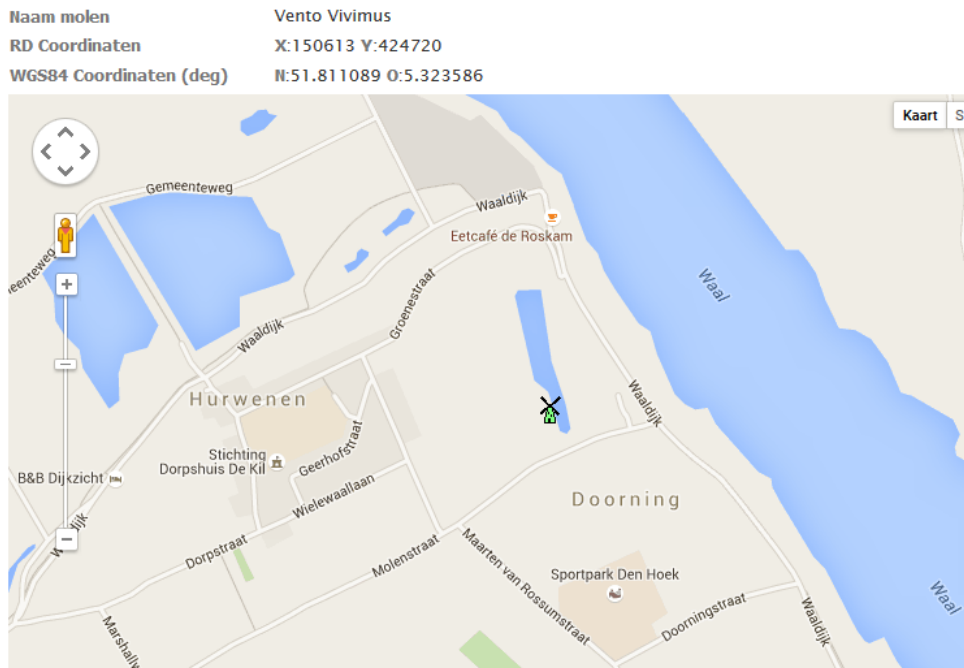 Naam molen Vento Vivimus
RD Coordinaten X:150613 Y:424720
WGS84 Coordinaten (deg) N:51.811089 O:5.323586
Kaart S
Gemeenteweg
Waaldijk
Eetcafé de Roskam
eenteweg
Waal
Groenestraat
Waaldijk
Hurwenen
Waaldijk
Stichting
Dorpshuis De Kil
Geerhofstraat
B&B Dijkzicht
Wielewaallaan
Doorning
Dorpstraat
Molenstraat
Maarten van Rossumstraat
Sportpark Den Hoek
Waal
Doorningstraat
Waaldijk
Marshallw